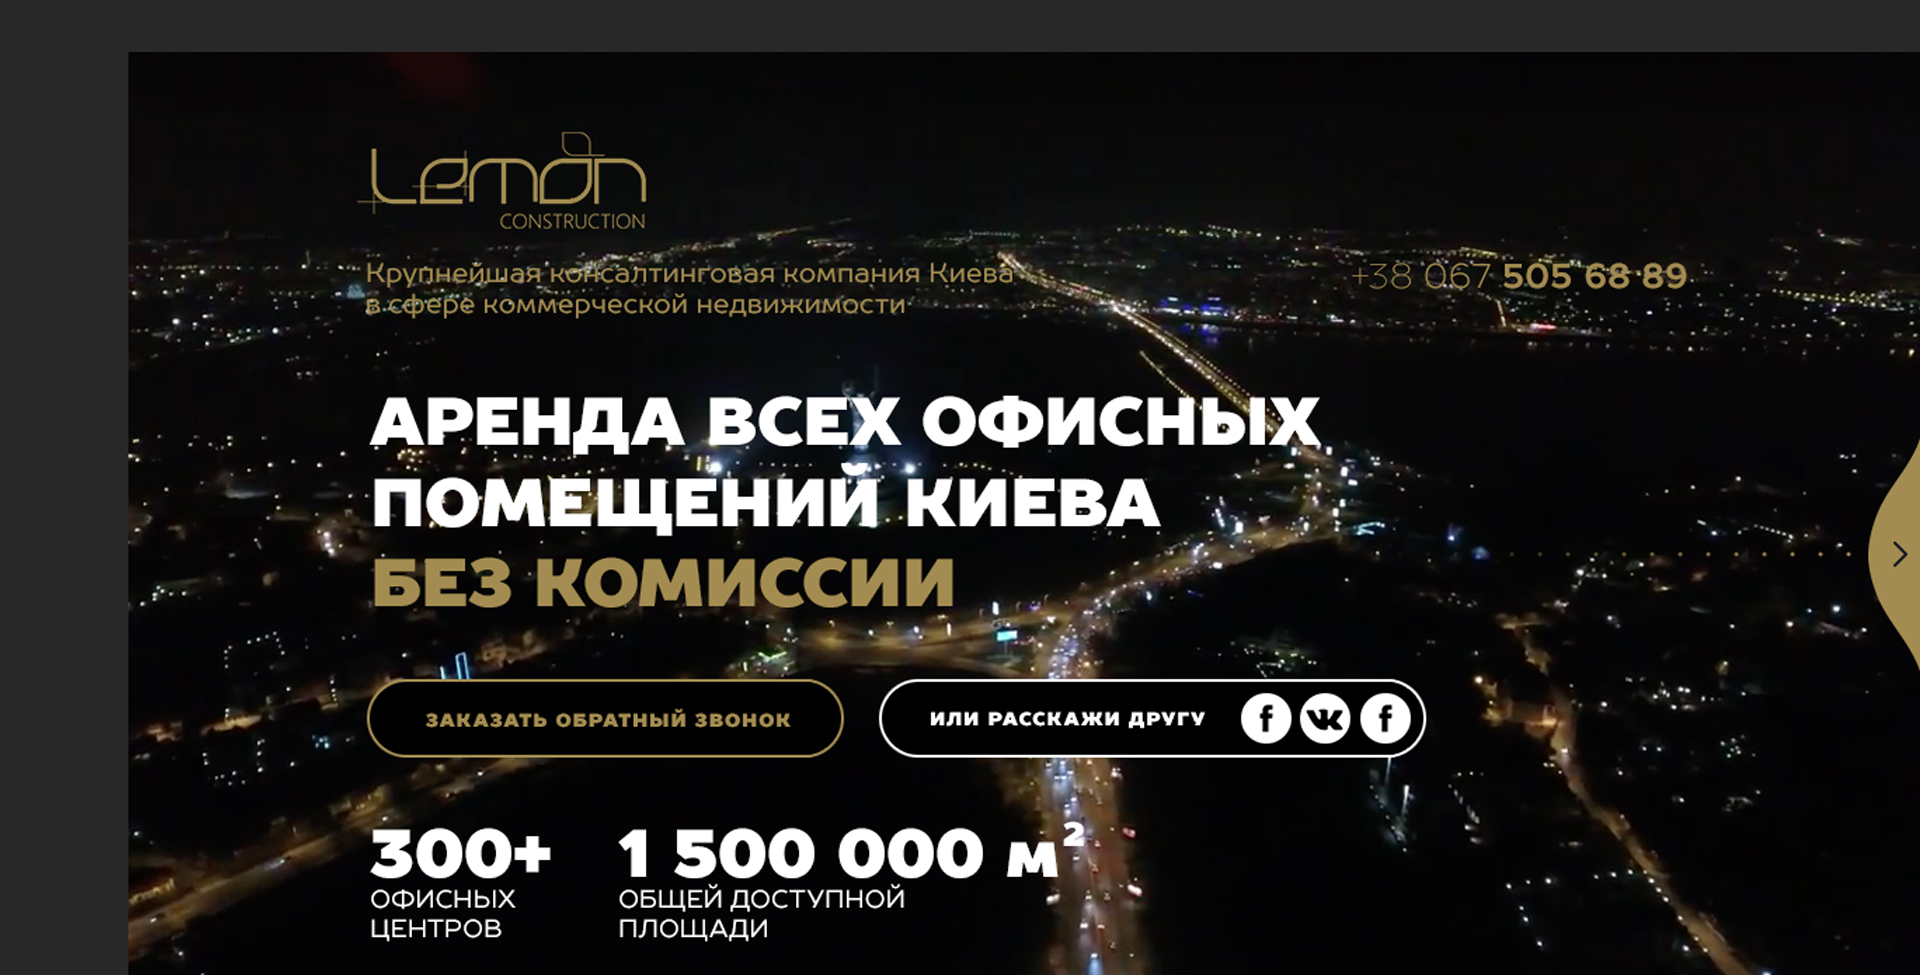 Lemon
CONSTRUCTION
Крупнейшая консалтинговая компания Киева
в сфере коммерческой недвижимости
+38 067 505 68 89
АРЕНДА ВСЕХ ОФИСНЫХ
ПОМЕЩЕНИЙ КИЕВА
БЕЗ КОМИССИИ
ЗАКАЗАТЬ ОБРАТНЫЙ ЗВОНОК
ИЛИ РАССКАЖИ ДРУГУ
300+
ОФИСНЫХ
ЦЕНТРОВ
1 500 000 м²
ОБЩЕЙ ДОСТУПНОЙ
ПЛОЩАДИ